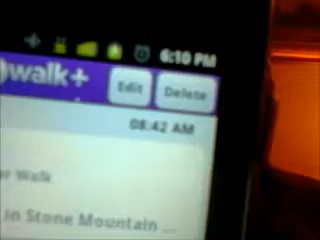 6:10 PM
walk+ Edit Delete
08:42 AM
Walk
in Stone Mountain ...